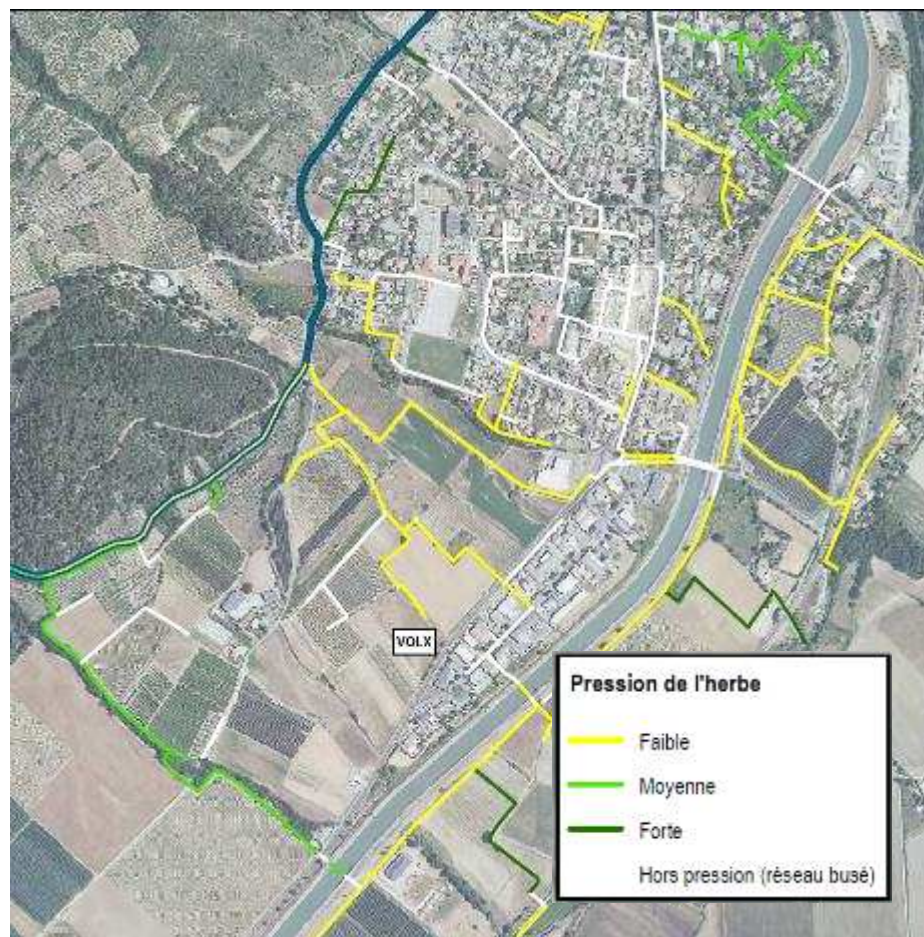 VOLX
Pression de l'herbe
Faible
Moyenne
Forte
Hors pression (réseau busé)